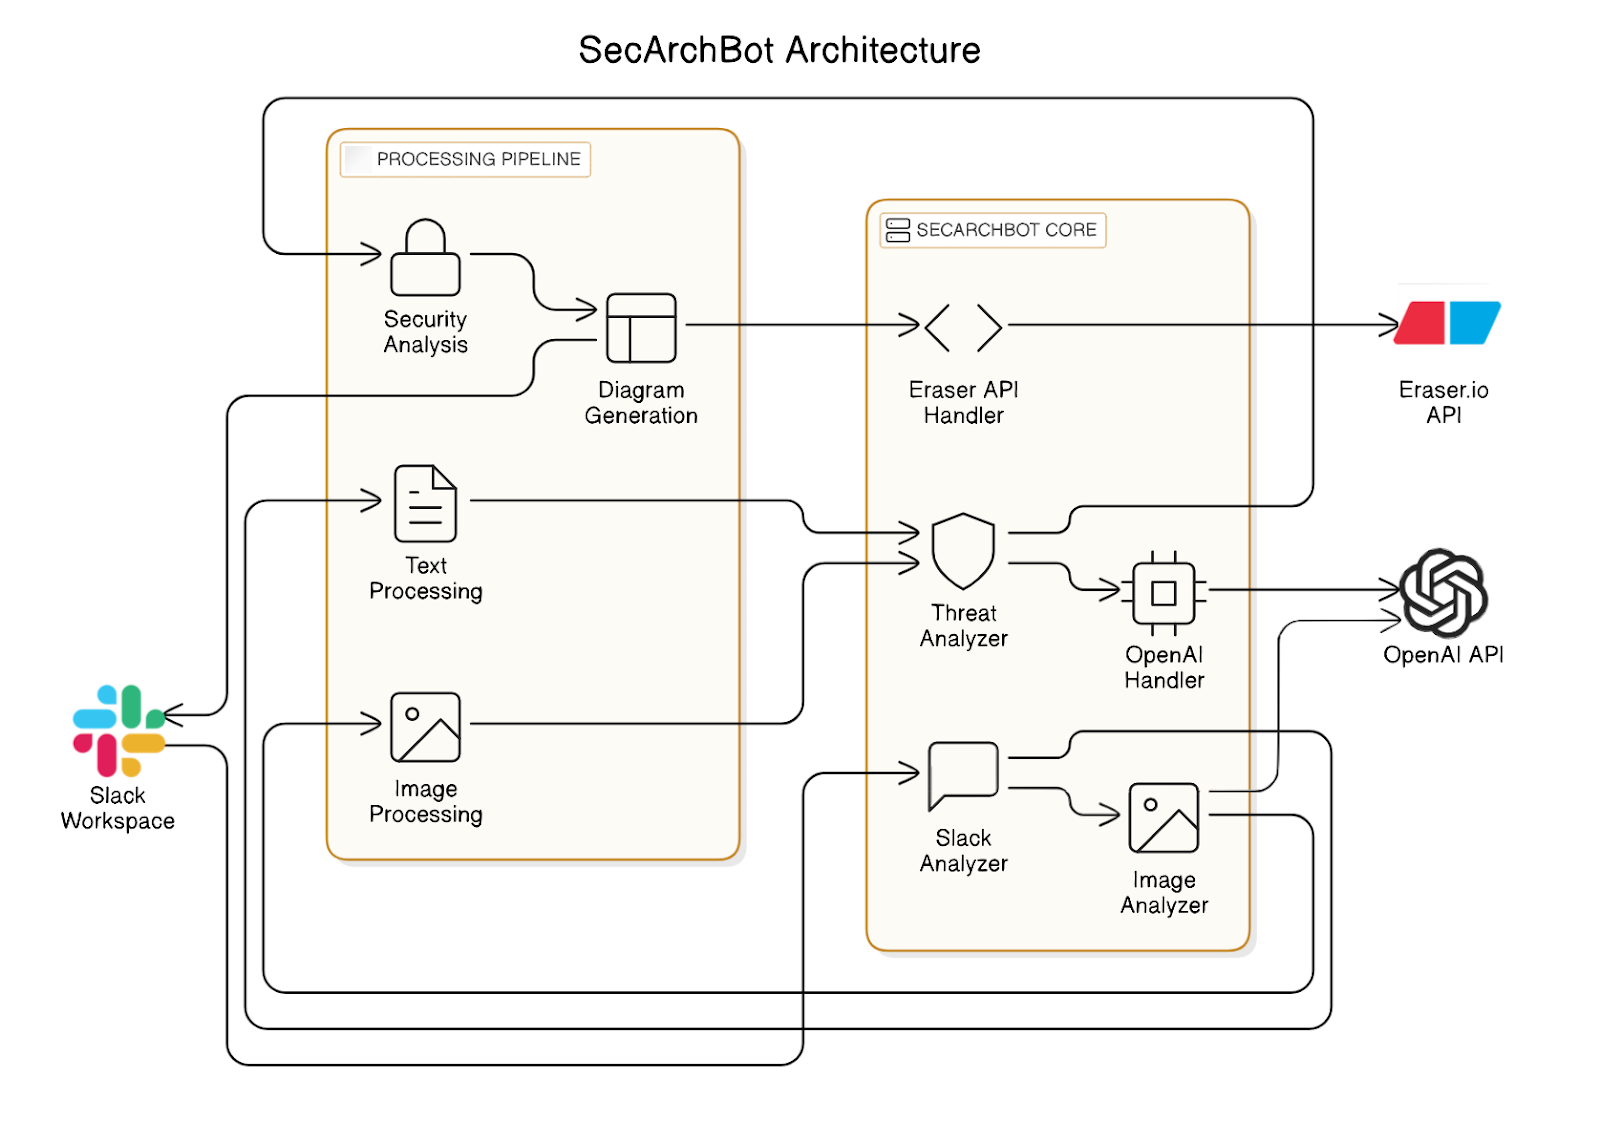 SecArchBot Architecture
PROCESSING PIPELINE
Security
Analysis
Diagram
Generation
Text
Processing
Image
Processing
SECARCHBOT CORE
Eraser API
Handler
Threat
Analyzer
OpenAI
Handler
Slack
Analyzer
Image
Analyzer
Eraser.io
API
OpenAI API
Slack
Workspace